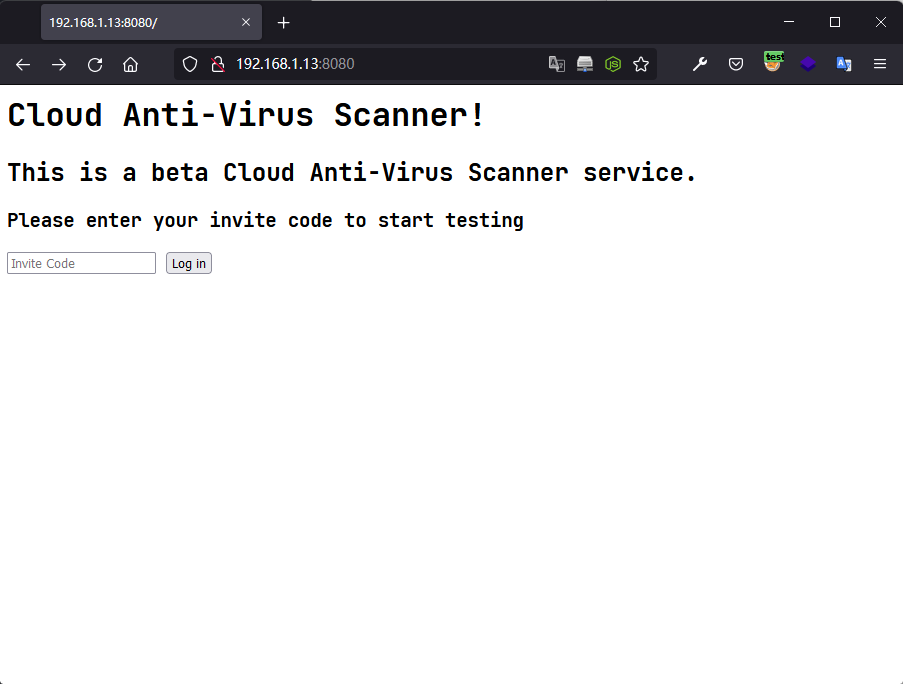 192.168.1.13:8080/
192.168.1.13:8080
test
Cloud Anti-Virus Scanner!
This is a beta Cloud Anti-Virus Scanner service.
Please enter your invite code to start testing
Invite Code Log in